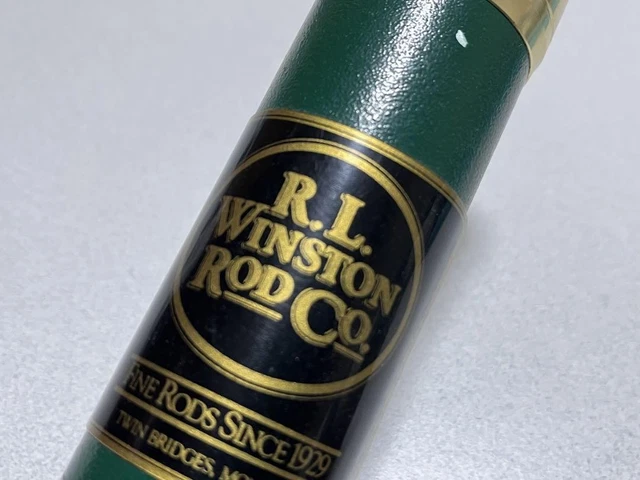 R.L.
WINSTON
ROD CO.
FINE RODS SINCE 1929
TWIN BRIDGES,